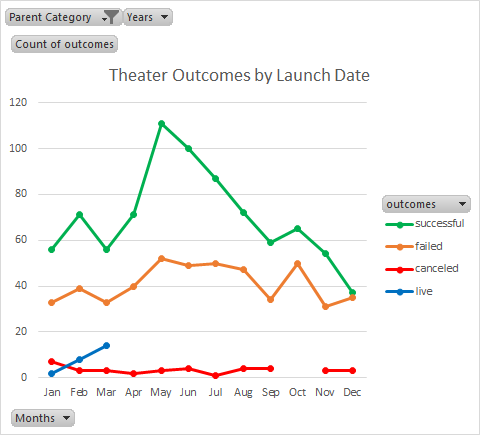 Parent Category Years
Count of outcomes
Theater Outcomes by Launch Date
120
100
80
60
40
20
0
Jan Feb Mar Apr May Jun Jul Aug Sep Oct Nov Dec
outcomes
successful
failed
canceled
live
Months